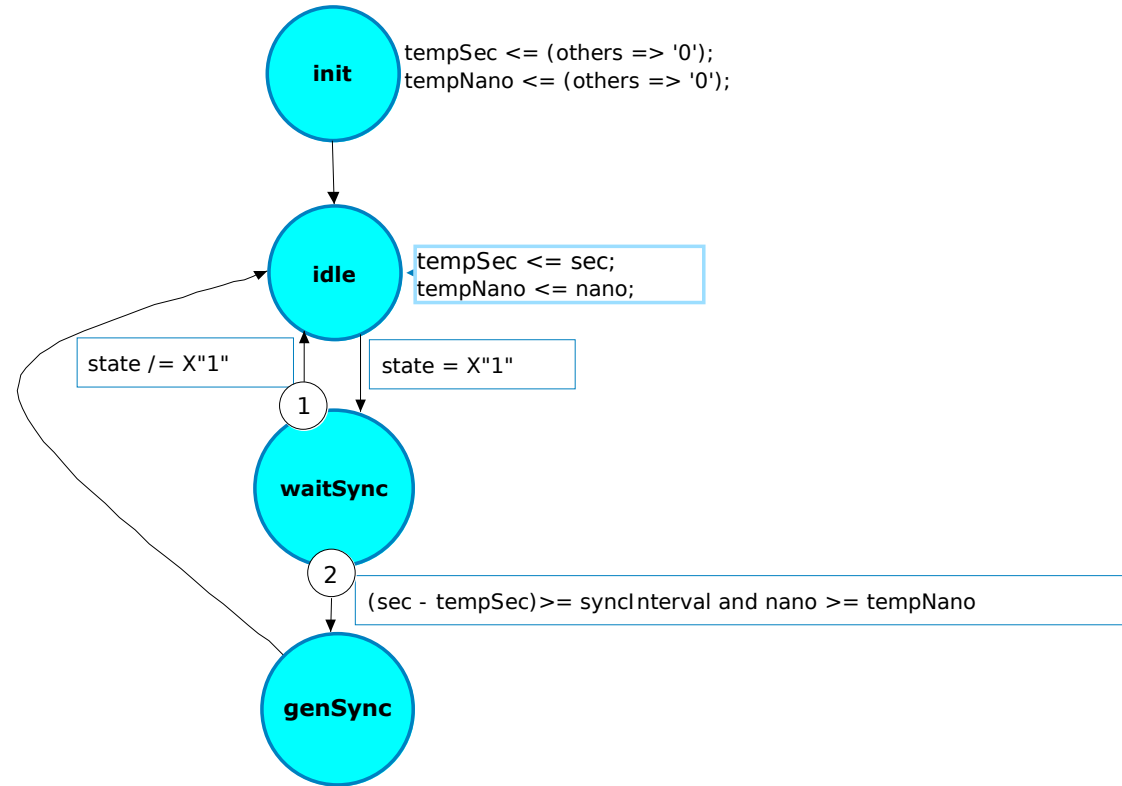 init
tempSec <= (others => '0');
tempNano <= (others => '0');
idle
tempSec <= sec;
tempNano <= nano;
state /= X"1"
state = X"1"
1
waitSync
2
(sec - tempSec)>= syncInterval and nano >= tempNano
genSync